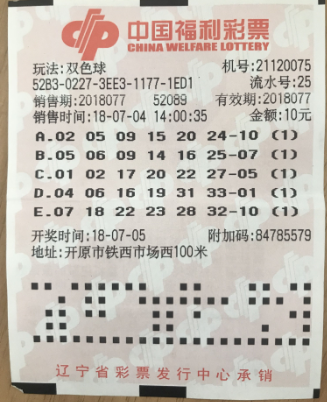 中国福利彩票
CHINA WELFARE LOTTERY
玩法:双色球 机号:21120075
5283-0227-3EE3-1177-1ED1 流水号:25
销售期:2018077 52089 有效期:2018077
销售时间:18-07-04 14:00:35 金额:10元
A.02 05 09 15 20 24-10 (1)
B.05 06 09 14 16 25-07 (1)
C.01 02 17 20 22 27-05 (1)
D.04 06 16 19 31 33-01 (1)
E.07 18 22 23 28 32-10 (1)
开奖时间:18-07-05 附加码:84785579
地址:开原市铁西市场西100米
辽宁省彩票发行中心承销